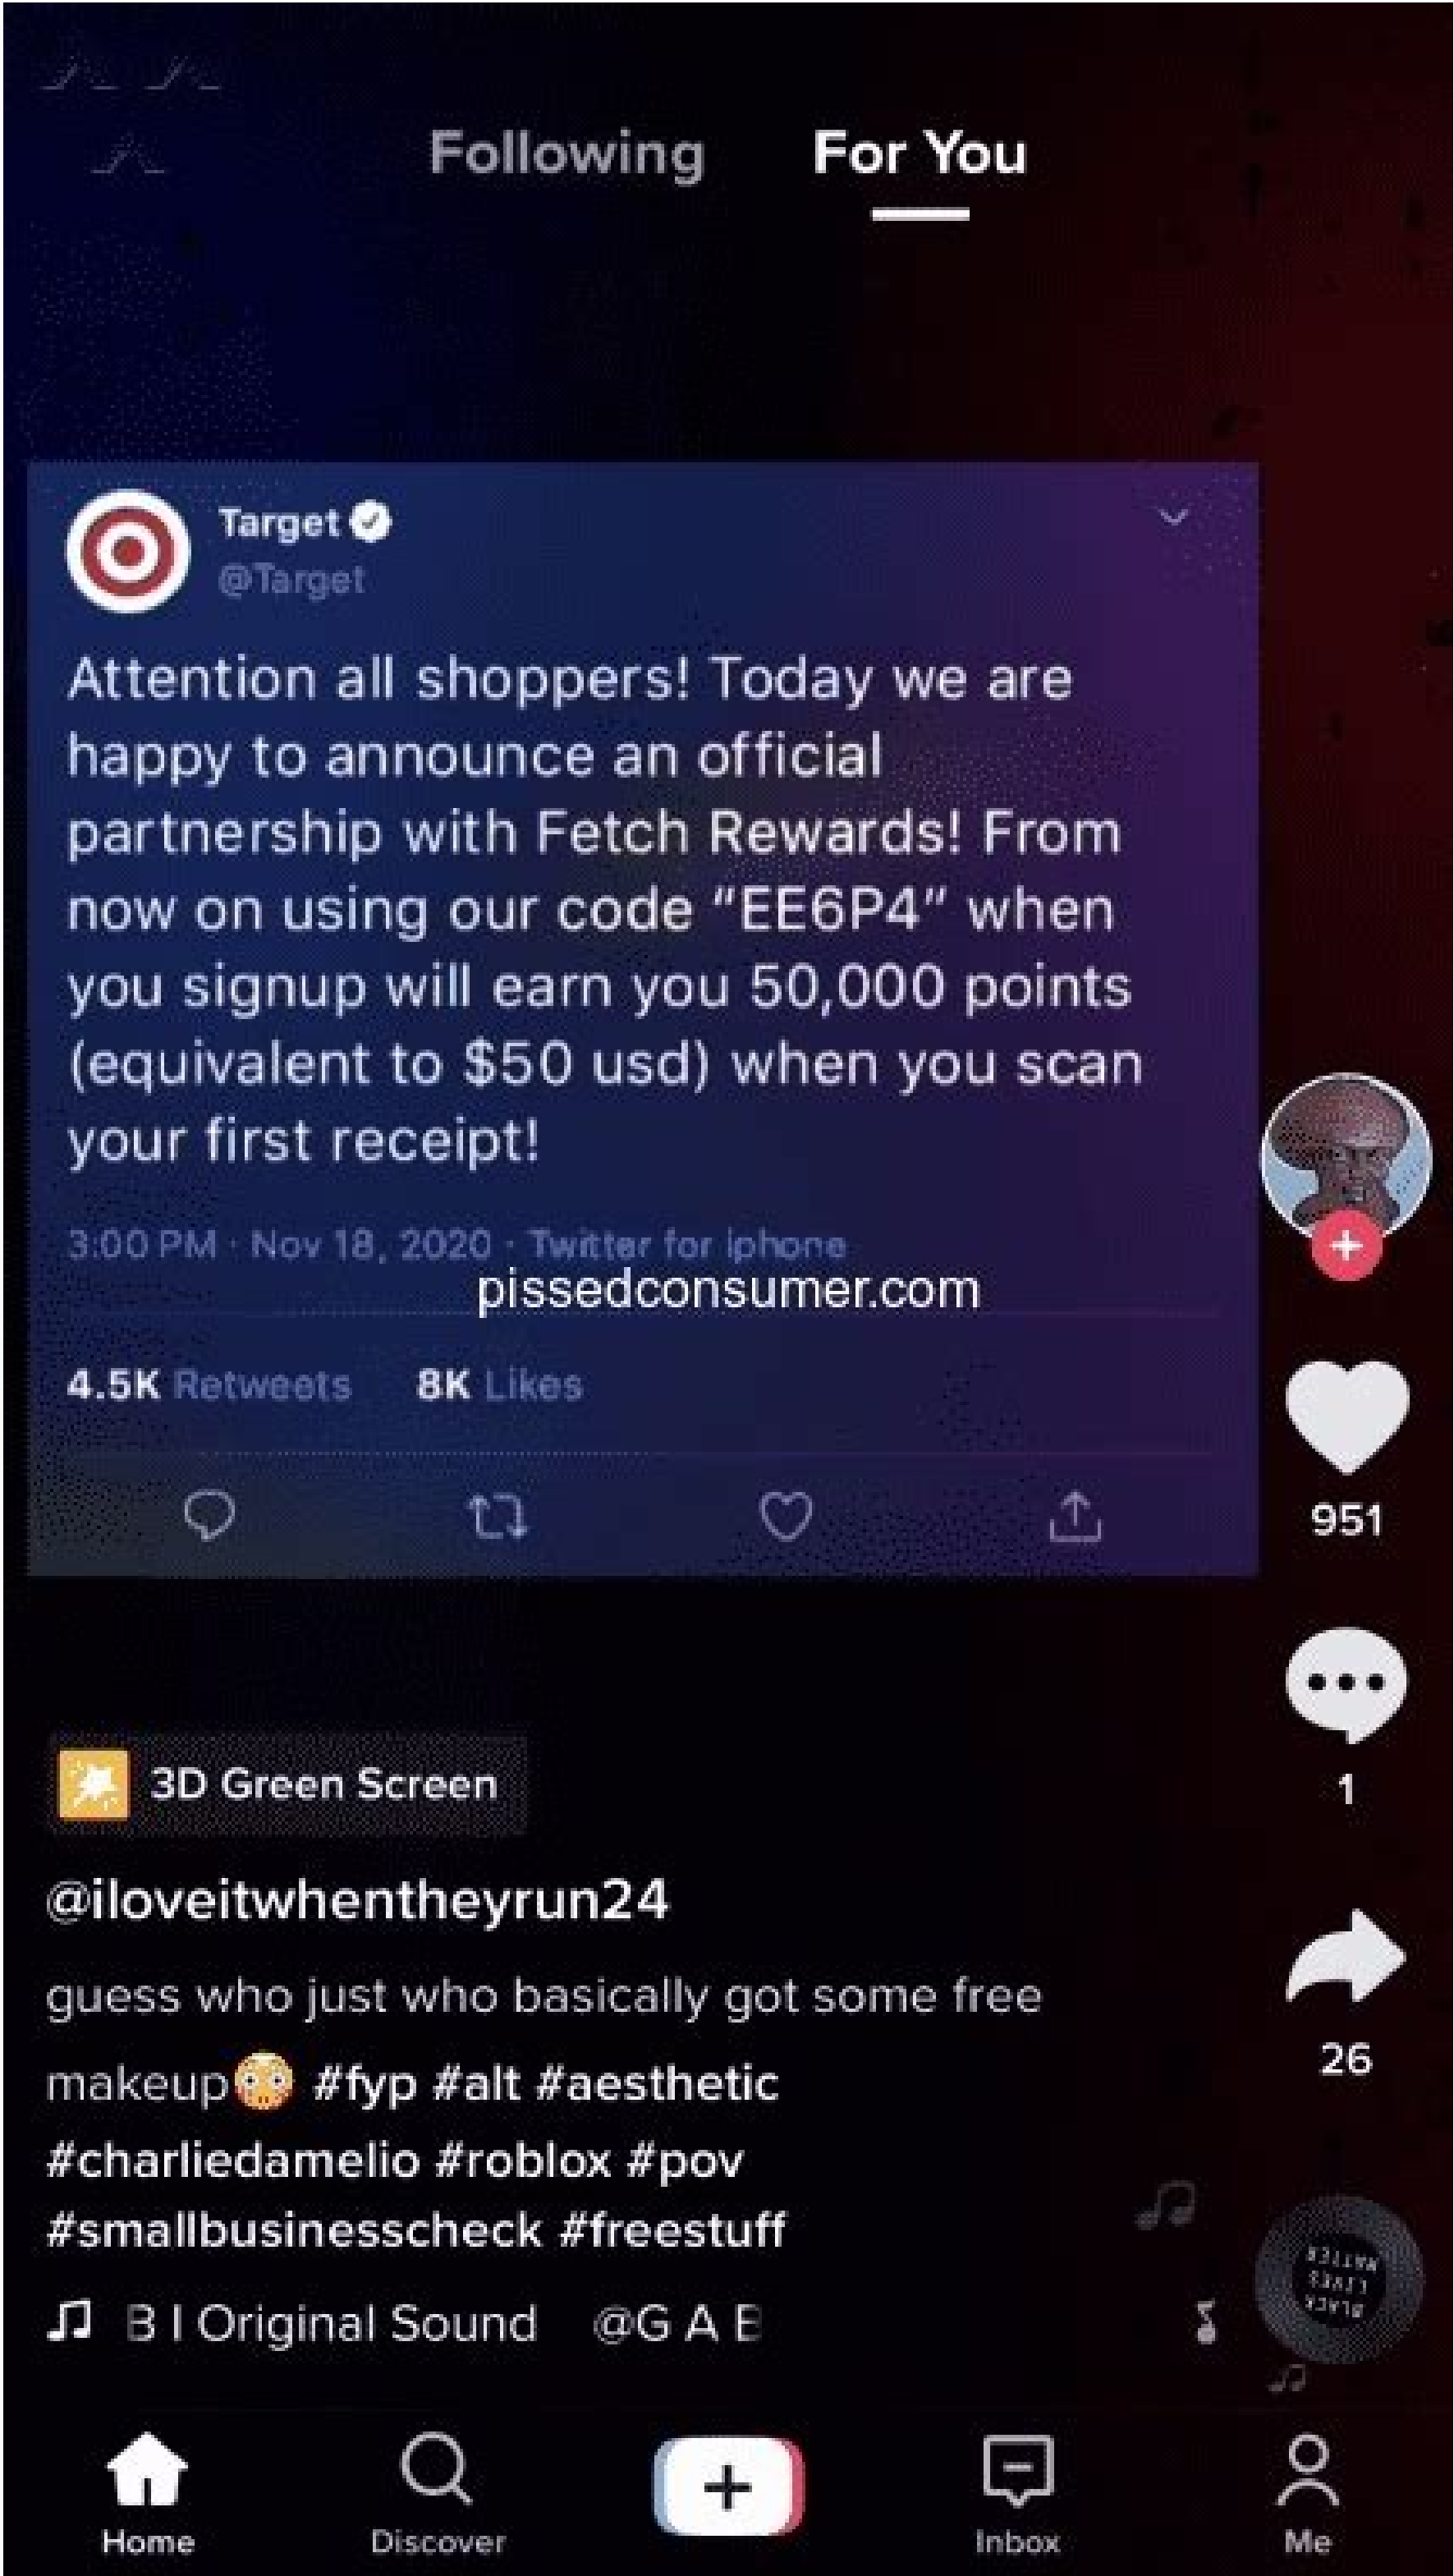 Following For You
Target
@Target
Attention all shoppers! Today we are
happy to announce an official
partnership with Fetch Rewards! From
now on using our code “EE6P4” when
you signup will earn you 50,000 points
(equivalent to $50 usd) when you scan
your first receipt!
3:00 PM · Nov 18, 2020 · Twitter for Iphone
pissedconsumer.com
4.5K Retweets 8K Likes
951
1
3D Green Screen
@iloveitwhentheyrun24
guess who just who basically got some free
26
makeup😳 #fyp #alt #aesthetic
#charliedamelio #roblox #pov
#smallbusinesscheck #freestuff
BLACK
LIVES
MATTER
B I Original Sound @G A B
Home Discover Inbox Me